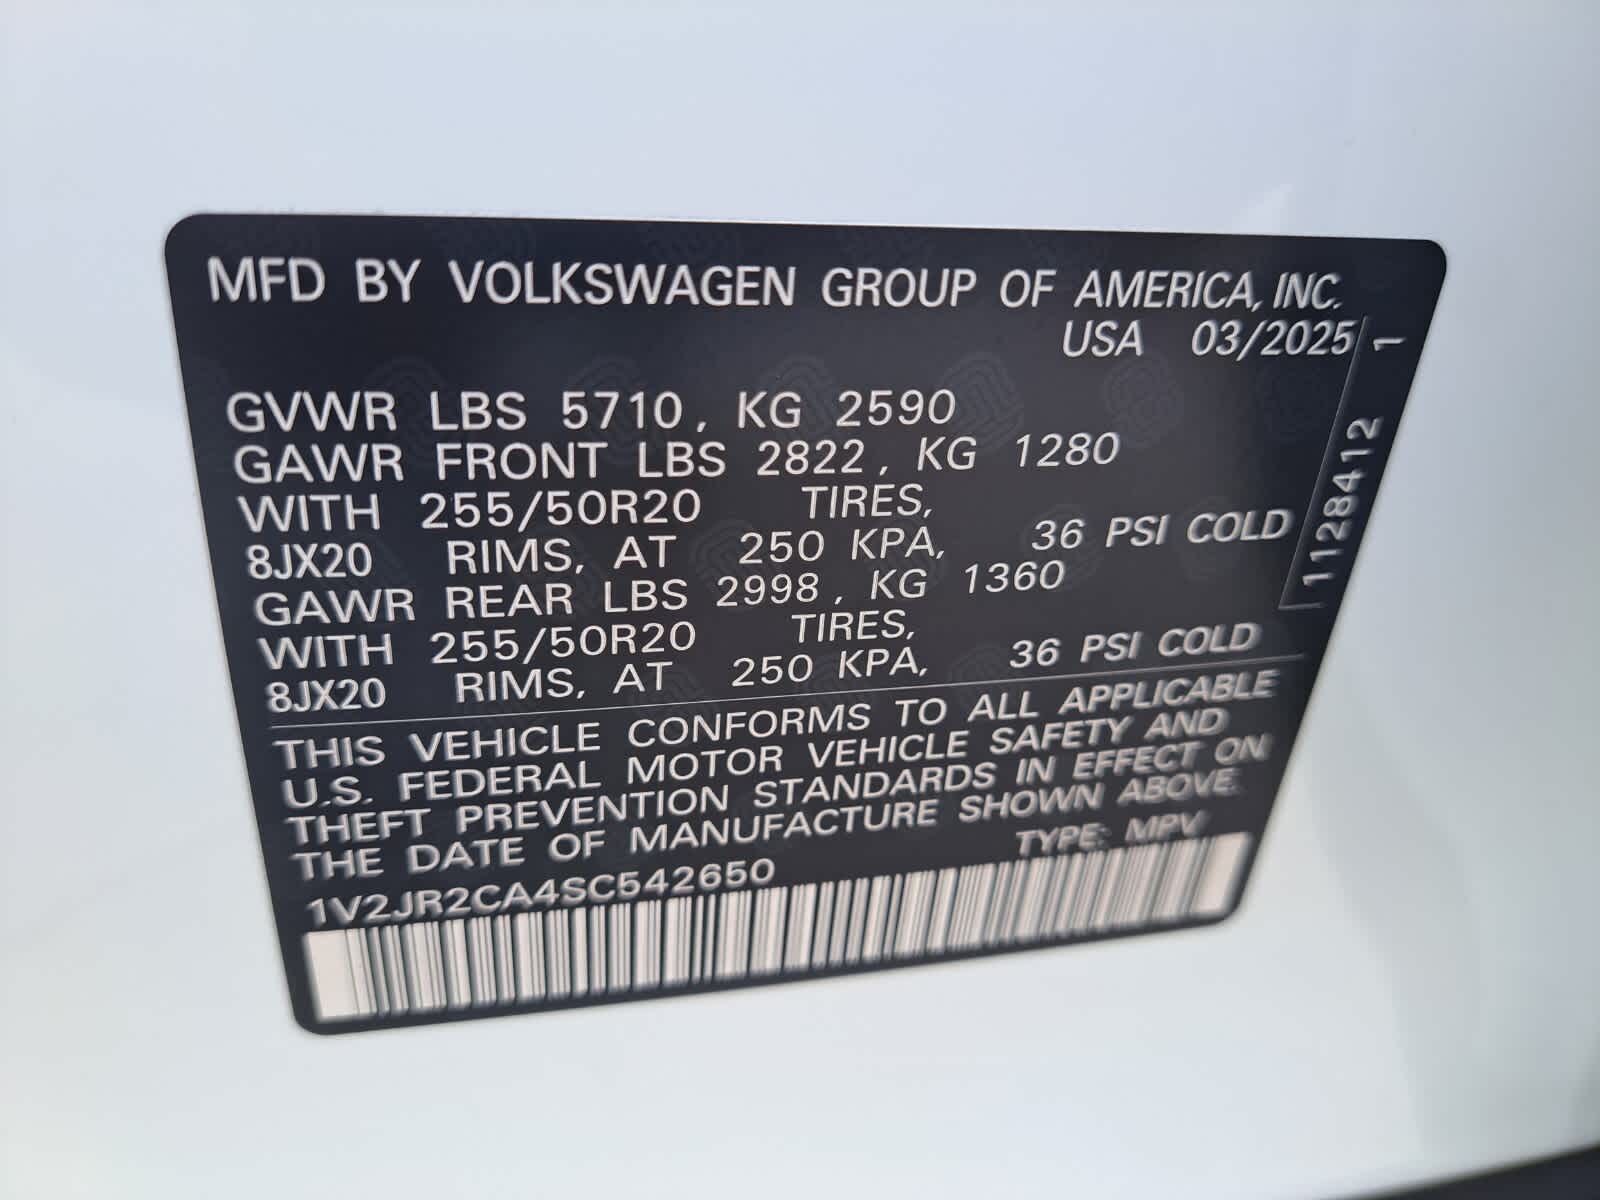 MFD BY VOLKSWAGEN GROUP OF AMERICA, INC.
USA 03/2025
GVWR LBS 5710, KG 2590
GAWR FRONT LBS 2822, KG 1280
WITH 255/50R20 TIRES,
8JX20 RIMS, AT 250 KPA, 36 PSI COLD
GAWR REAR LBS 2998, KG 1360
WITH 255/50R20 TIRES,
8JX20 RIMS, AT 250 KPA, 36 PSI COLD
THIS VEHICLE CONFORMS TO ALL APPLICABLE
U.S. FEDERAL MOTOR VEHICLE SAFETY AND
THEFT PREVENTION STANDARDS IN EFFECT ON
THE DATE OF MANUFACTURE SHOWN ABOVE.
1V2JR2CA4SC542650 TYPE: MPV
1128412 1